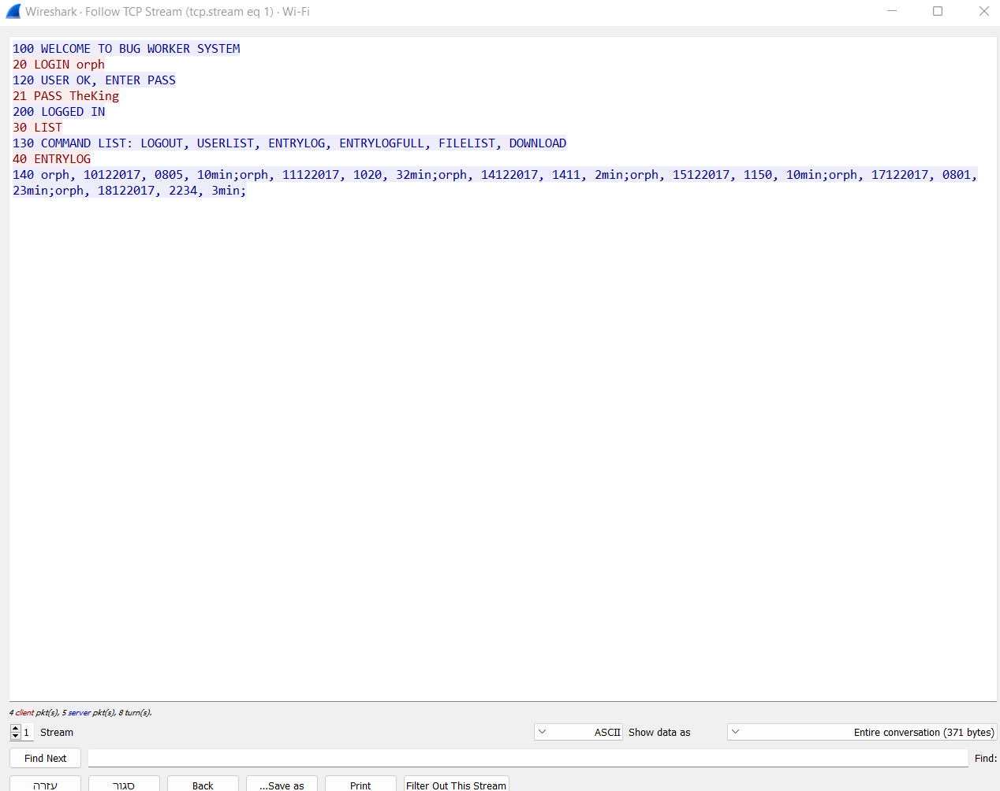 Wireshark · Follow TCP Stream (tcp.stream eq 1) · Wi-Fi
100 WELCOME TO BUG WORKER SYSTEM
20 LOGIN orph
120 USER OK, ENTER PASS
21 PASS TheKing
200 LOGGED IN
30 LIST
130 COMMAND LIST: LOGOUT, USERLIST, ENTRYLOG, ENTRYLOGFULL, FILELIST, DOWNLOAD
40 ENTRYLOG
140 orph, 10122017, 0805, 10min;orph, 11122017, 1020, 32min;orph, 14122017, 1411, 2min;orph, 15122017, 1150, 10min;orph, 17122017, 0801,
23min;orph, 18122017, 2234, 3min;
4 client pkt(s), 5 server pkt(s), 8 turn(s).
1 Stream ASCII Show data as Entire conversation (371 bytes)
Find Next Find:
עזרה סגור Back ...Save as Print Filter Out This Stream